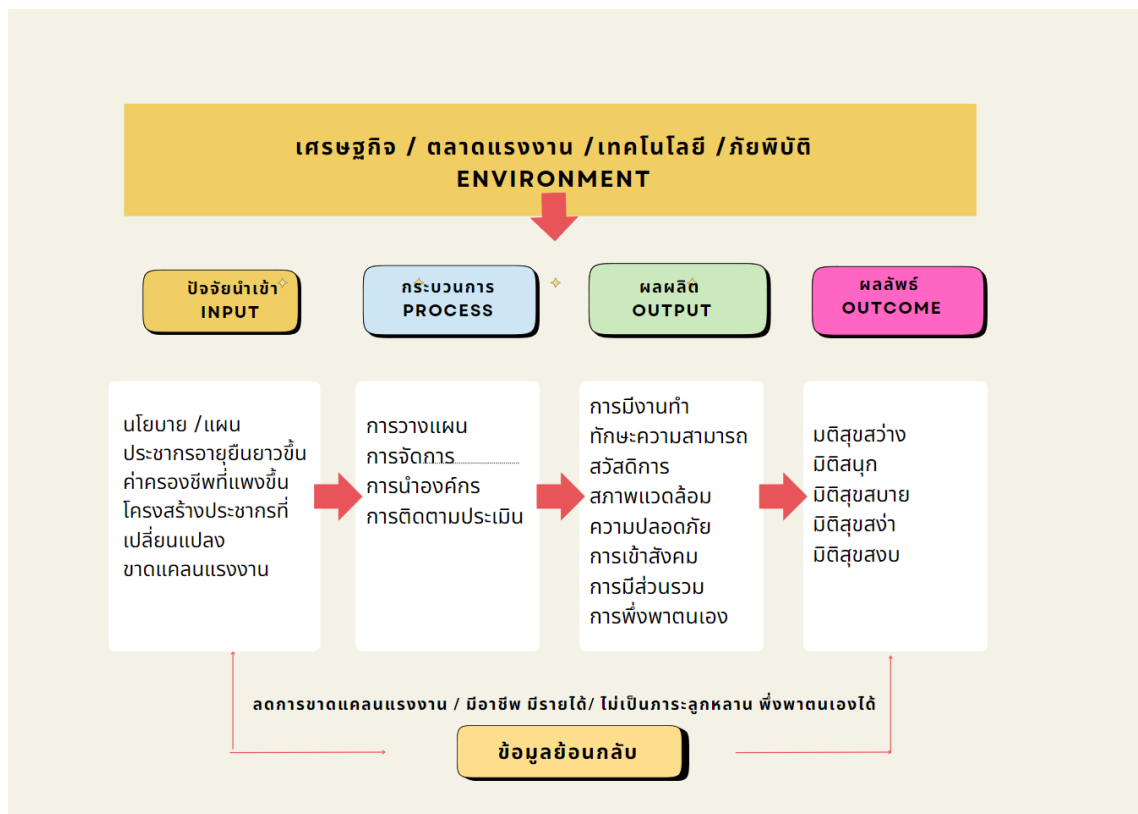 เศรษฐกิจ / ตลาดแรงงาน /เทคโนโลยี /ภัยพิบัติ
ENVIRONMENT
ปัจจัยนำเข้า
INPUT
กระบวนการ
PROCESS
ผลผลิต
OUTPUT
ผลลัพธ์
OUTCOME
นโยบาย /แผน
ประชากรอายุยืนยาวขึ้น
ค่าครองชีพที่แพงขึ้น
โครงสร้างประชากรที่
เปลี่ยนแปลง
ขาดแคลนแรงงาน
การวางแผน
การจัดการ
การนำองค์กร
การติดตามประเมิน
การมีงานทำ
ทักษะความสามารถ
สวัสดิการ
สภาพแวดล้อม
ความปลอดภัย
การเข้าสังคม
การมีส่วนรวม
การพึ่งพาตนเอง
มติสุขสว่าง
มิติสนุก
มิติสุขสบาย
มิติสุขสง่า
มิติสุขสงบ
ลดการขาดแคลนแรงงาน / มีอาชีพ มีรายได้/ ไม่เป็นภาระลูกหลาน พึ่งพาตนเองได้
ข้อมูลย้อนกลับ